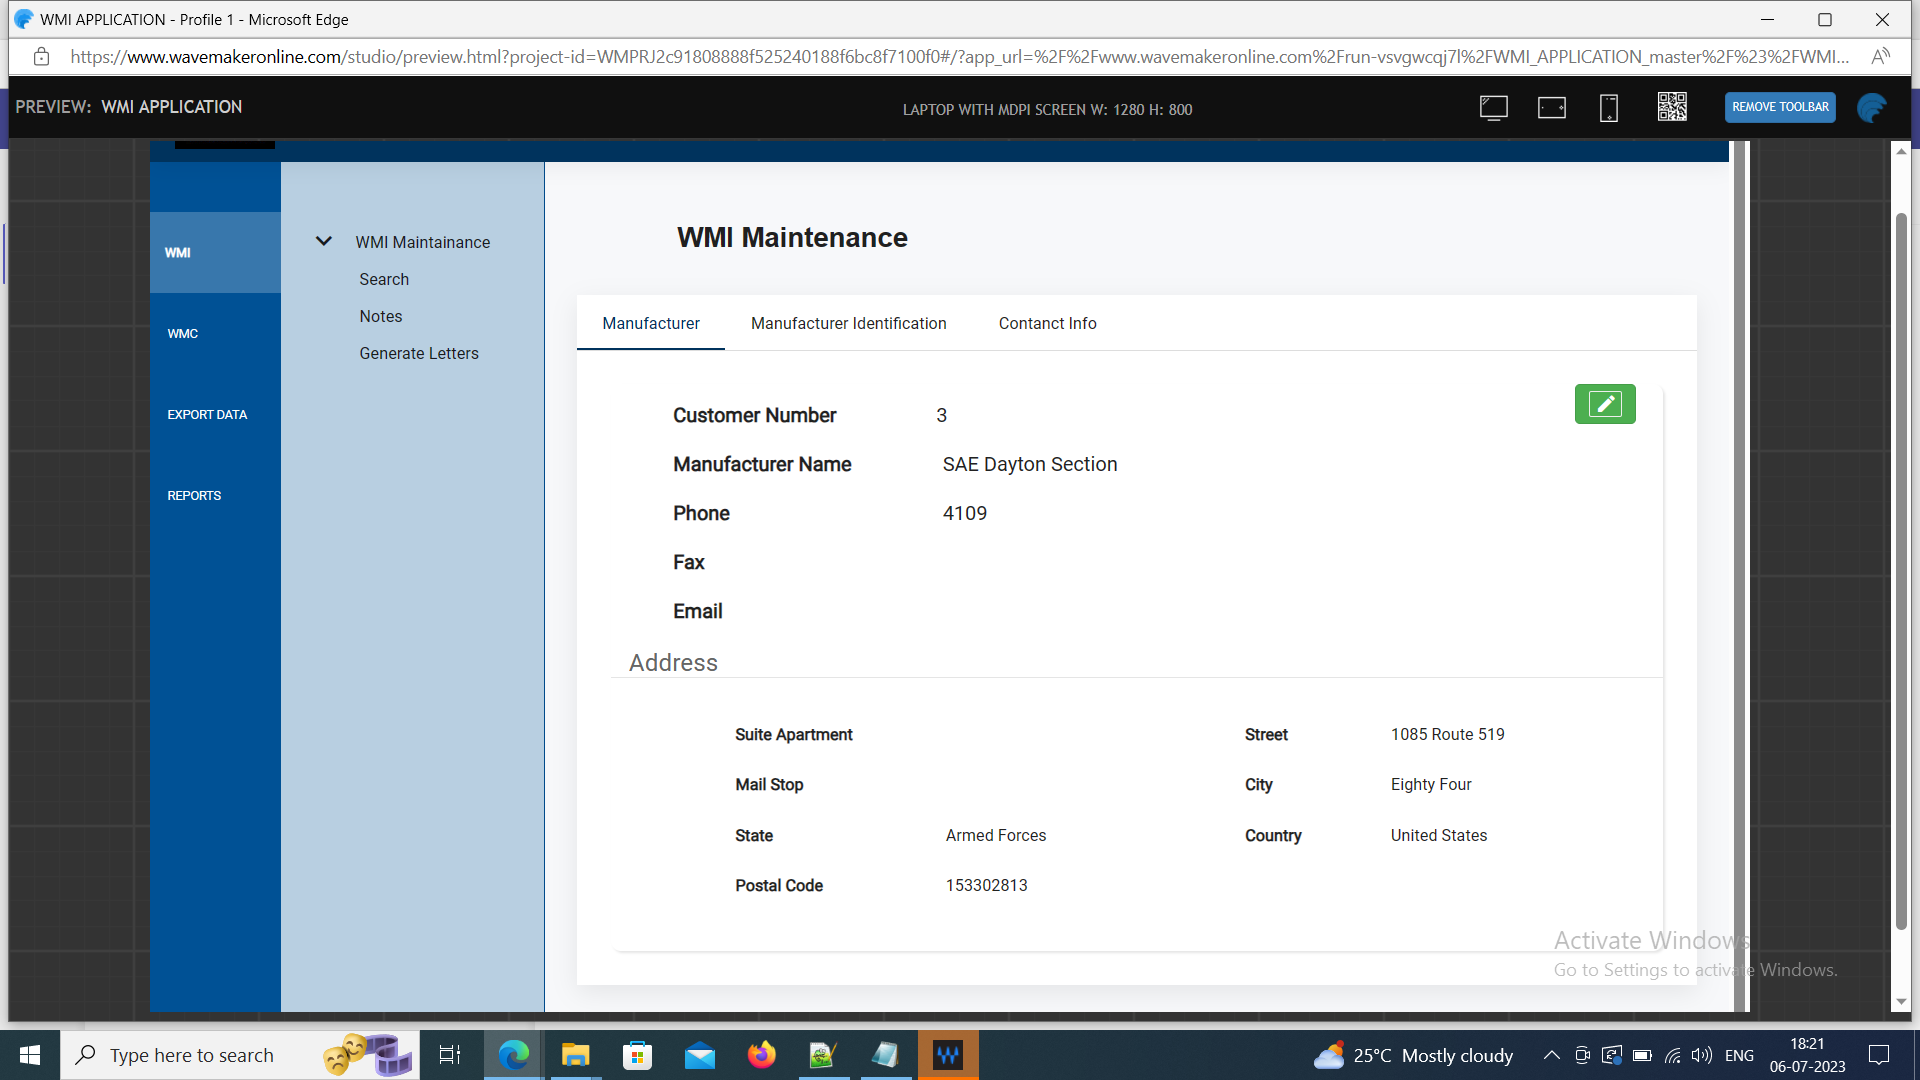 WMI APPLICATION - Profile 1 - Microsoft Edge
https://www.wavemakeronline.com/studio/preview.html?project-id=WMPRJ2c91808888f525240188f6bc8f7100f0#/?app_url=%2F%2Fwww.wavemakeronline.com%2Frun-vsvgwcqj7l%2FWMI_APPLICATION_master%2F%23%2FWMI...
PREVIEW: WMI APPLICATION
LAPTOP WITH MDPI SCREEN W: 1280 H: 800
REMOVE TOOLBAR
WMI
WMC
EXPORT DATA
REPORTS
WMI Maintainance
Search
Notes
Generate Letters
WMI Maintenance
Manufacturer Manufacturer Identification Contanct Info
Customer Number 3
Manufacturer Name SAE Dayton Section
Phone 4109
Fax
Email
Address
Suite Apartment Street 1085 Route 519
Mail Stop City Eighty Four
State Armed Forces Country United States
Postal Code 153302813
Activate Windows
Go to Settings to activate Windows.
Type here to search
25°C Mostly cloudy
ENG
18:21
06-07-2023